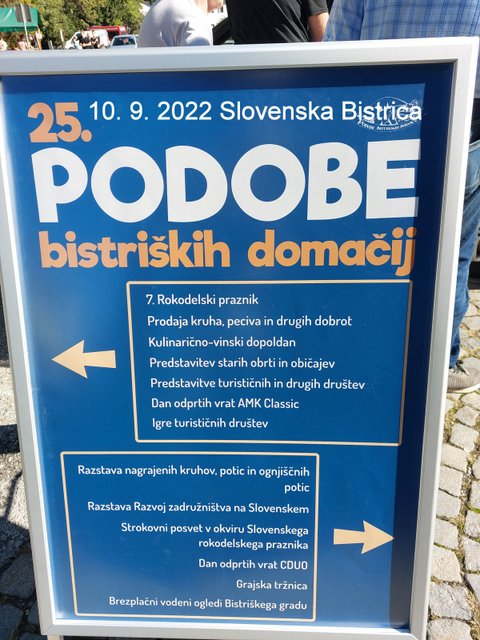 10. 9. 2022 Slovenska Bistrica
25.
PODOBE
bistriških domačij
7. Rokodelski praznik
Prodaja kruha, peciva in drugih dobrot
Kulinarično-vinski dopoldan
Predstavitev starih obrti in običajev
Predstavitve turističnih in drugih društev
Dan odprtih vrat AMK Classic
Igre turističnih društev
Razstava nagrajenih kruhov, potic in ognjiščnih
potic
Razstava Razvoj zadružništva na Slovenskem
Strokovni posvet v okviru Slovenskega
rokodelskega praznika
Dan odprtih vrat CDUO
Grajska tržnica
Brezplačni vodeni ogledi Bistriškega gradu